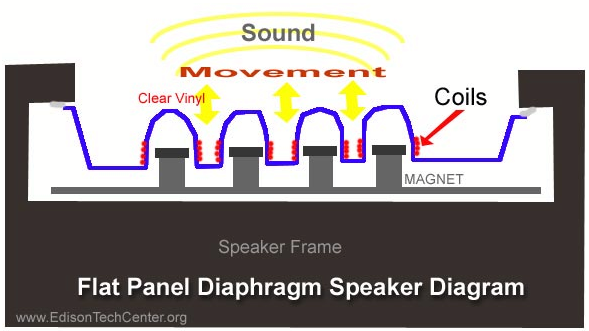 Sound
Movement
Clear Vinyl
Coils
MAGNET
Speaker Frame
Flat Panel Diaphragm Speaker Diagram
www.EdisonTechCenter.org